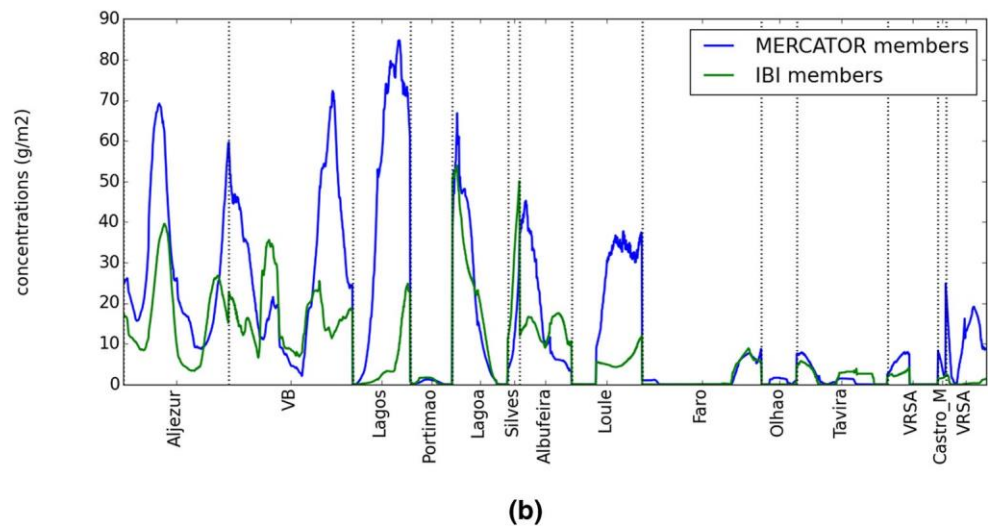 90
80
70
60
50
40
30
20
10
0
concentrations (g/m2)
MERCATOR members
IBI members
Aljezur
VB
Lagos
Portimao
Lagoa
Silves
Albufeira
Loule
Faro
Olhao
Tavira
VRSA
Castro_M
VRSA
(b)